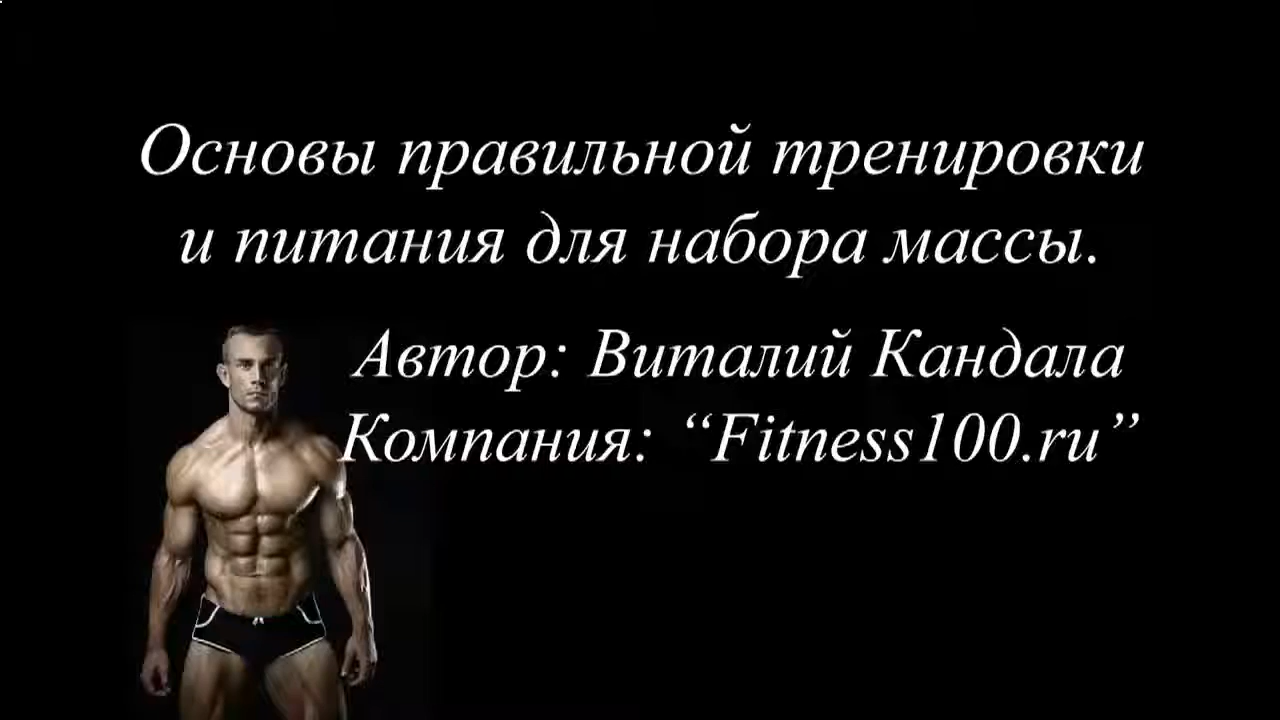 Основы правильной тренировки
и питания для набора массы.
Автор: Виталий Кандала
Компания: “Fitness100.ru”